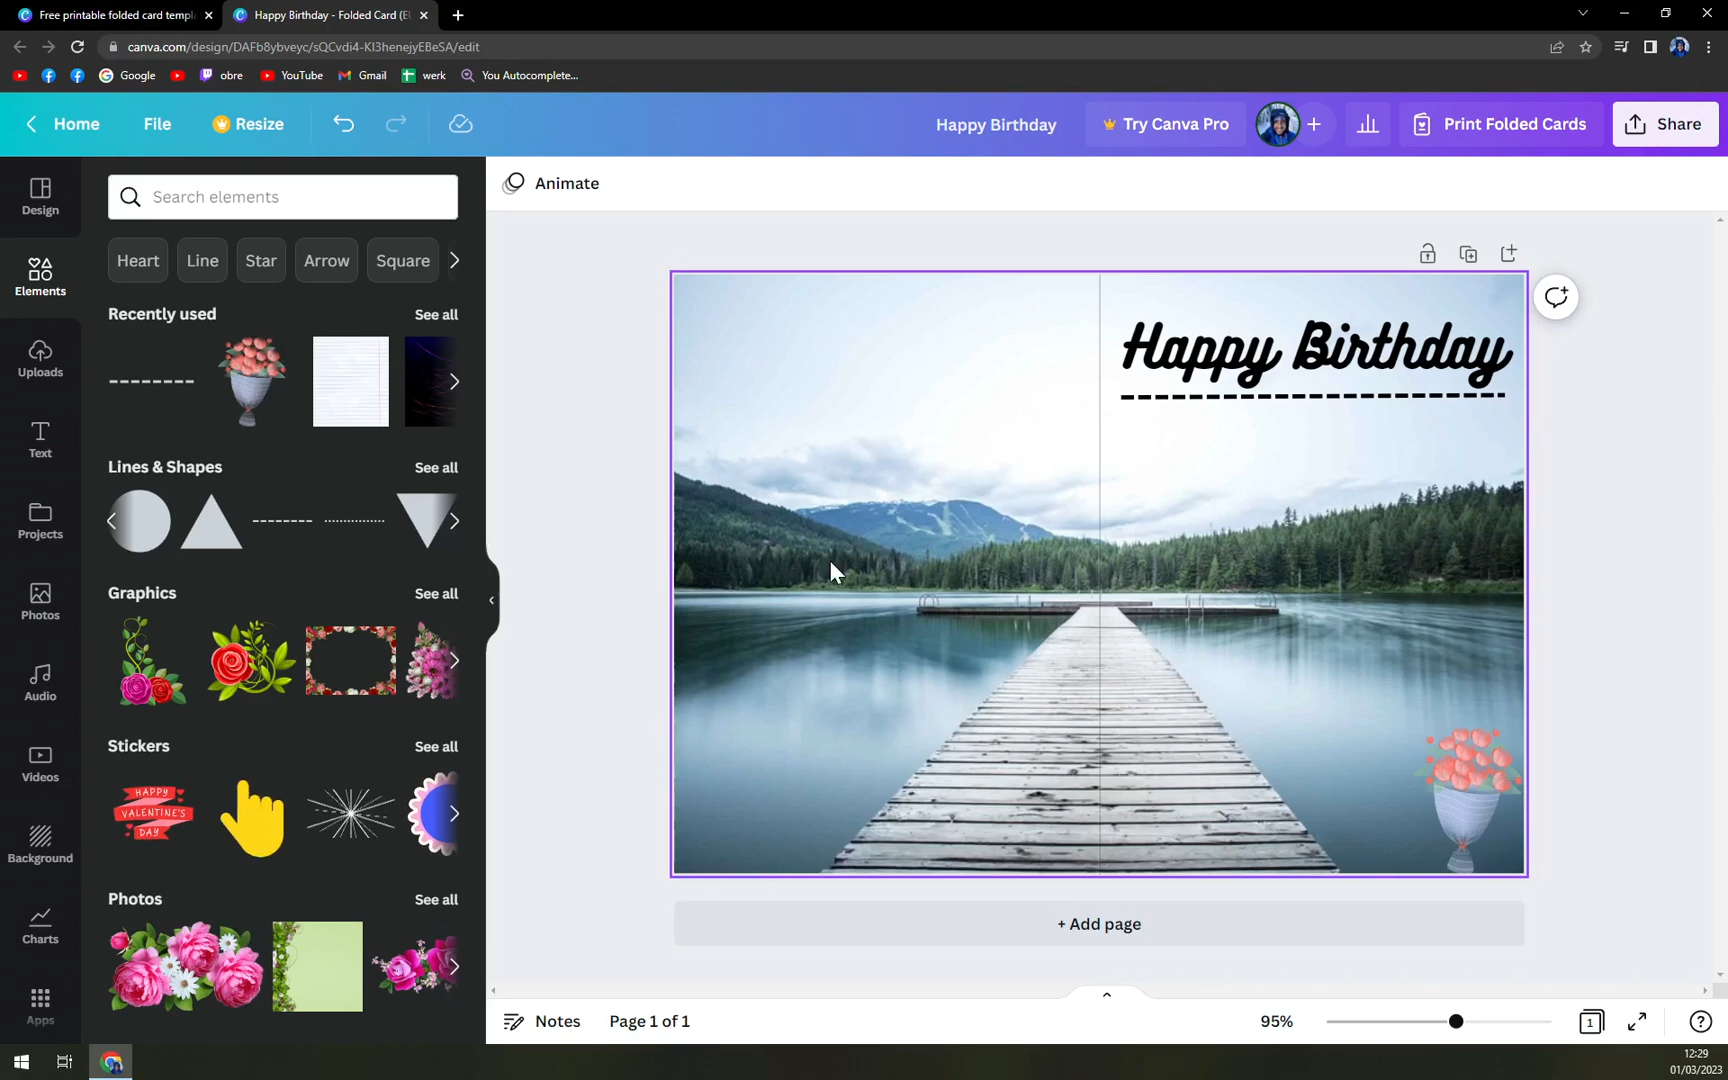 Free printable folded card templ
Happy Birthday - Folded Card (EU
canva.com/design/DAFb8ybveyc/sQCvdi4-KI3henejyEBeSA/edit
Google
obre
YouTube
Gmail
werk
You Autocomplete...
Home
File
Resize
Happy Birthday
Try Canva Pro
Print Folded Cards
Share
Design
Elements
Uploads
Text
Projects
Photos
Audio
Videos
Background
Charts
Apps
Search elements
Heart
Line
Star
Arrow
Square
Recently used
See all
Lines & Shapes
See all
Graphics
See all
Stickers
See all
HAPPY
VALENTINE'S
DAY
Photos
See all
Animate
Happy Birthday
+ Add page
Notes
Page 1 of 1
95%
1
12:29
01/03/2023